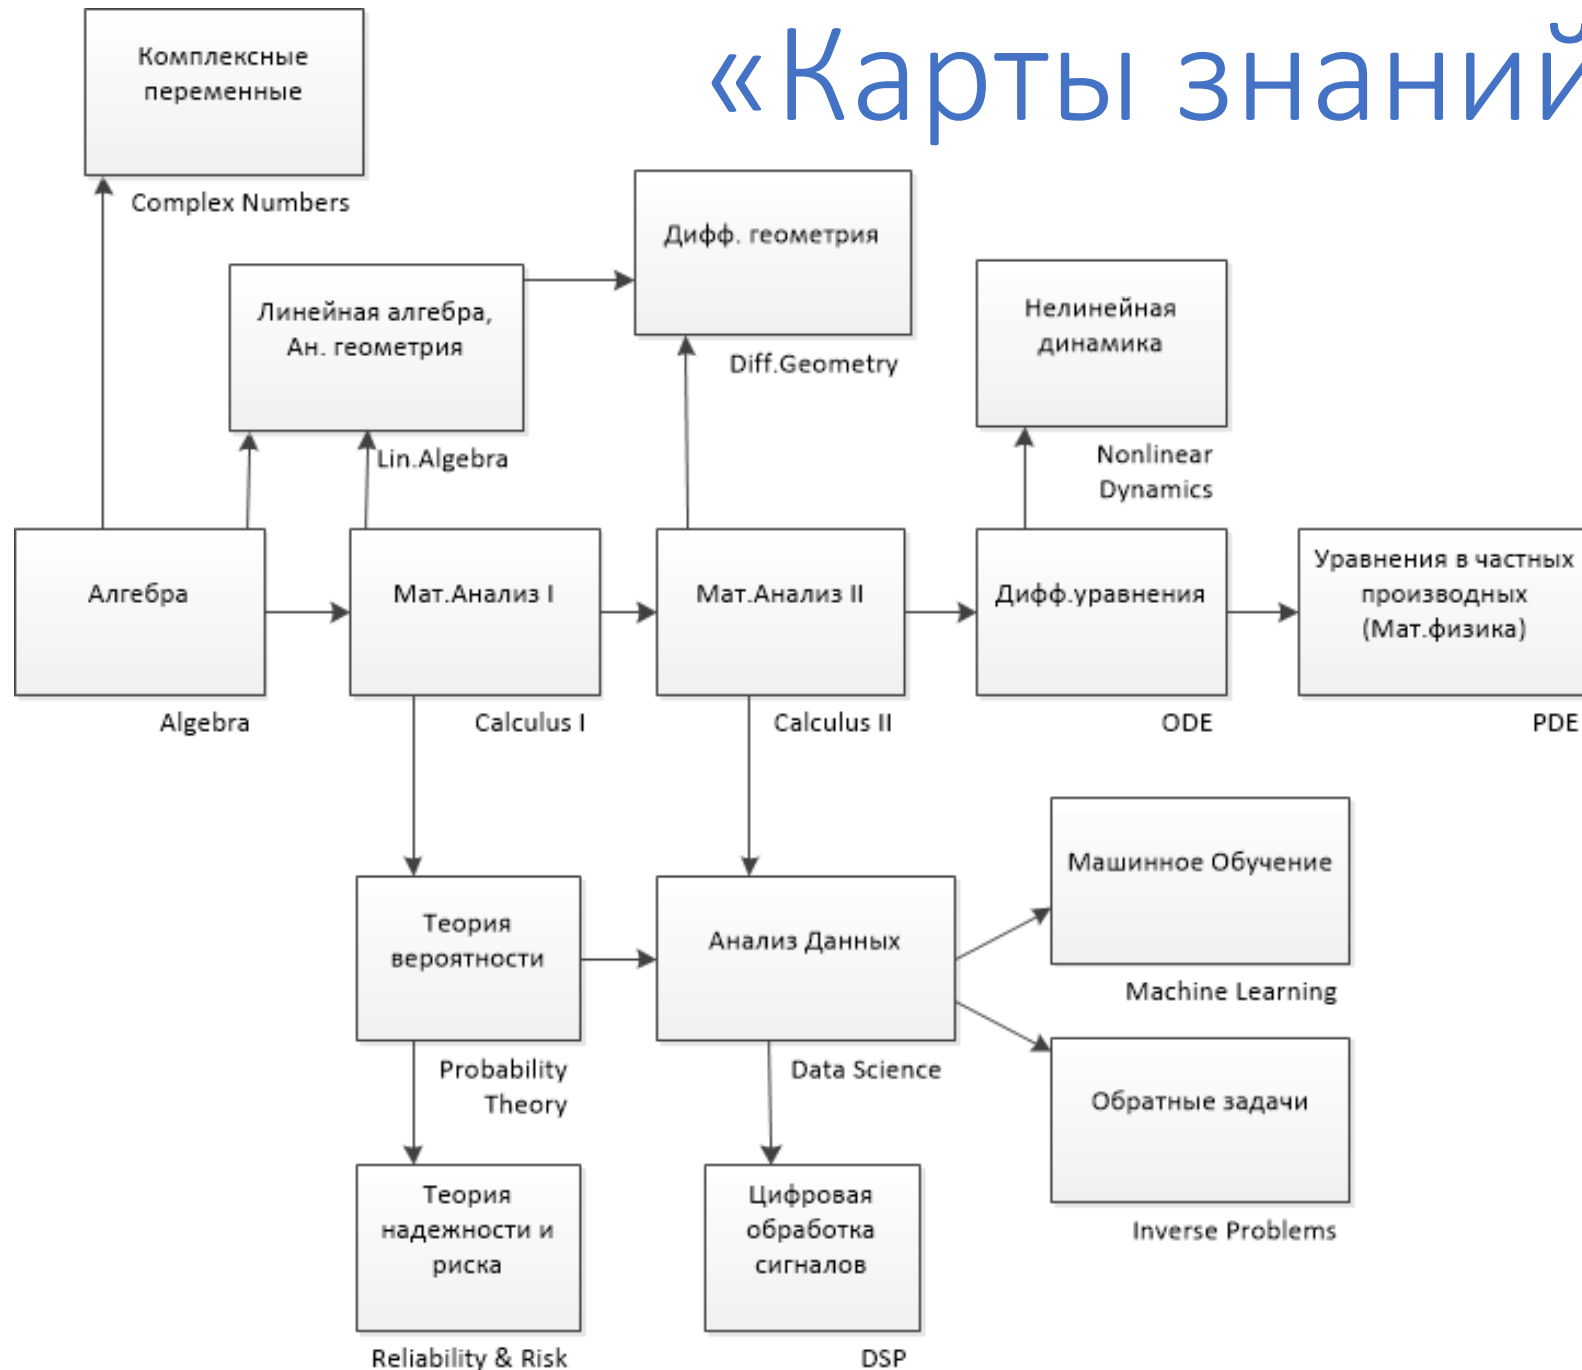 «Карты знаний
Комплексные
переменные
Complex Numbers
Дифф. геометрия
Diff.Geometry
Линейная алгебра,
Ан. геометрия
Lin.Algebra
Нелинейная
динамика
Nonlinear
Dynamics
Алгебра
Algebra
Мат.Анализ I
Calculus I
Мат.Анализ II
Calculus II
Дифф.уравнения
ODE
Уравнения в частных
производных
(Мат.физика)
PDE
Теория
вероятности
Probability
Theory
Анализ Данных
Data Science
Машинное Обучение
Machine Learning
Обратные задачи
Inverse Problems
Теория
надежности и
риска
Reliability & Risk
Цифровая
обработка
сигналов
DSP